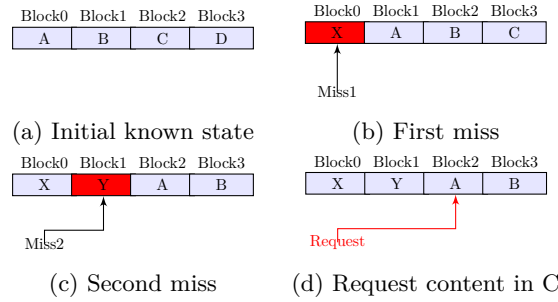 Block0 Block1 Block2 Block3
A B C D
(a) Initial known state
Block0 Block1 Block2 Block3
X A B C
Miss1
(b) First miss
Block0 Block1 Block2 Block3
X Y A B
Miss2
(c) Second miss
Block0 Block1 Block2 Block3
X Y A B
Request
(d) Request content in C